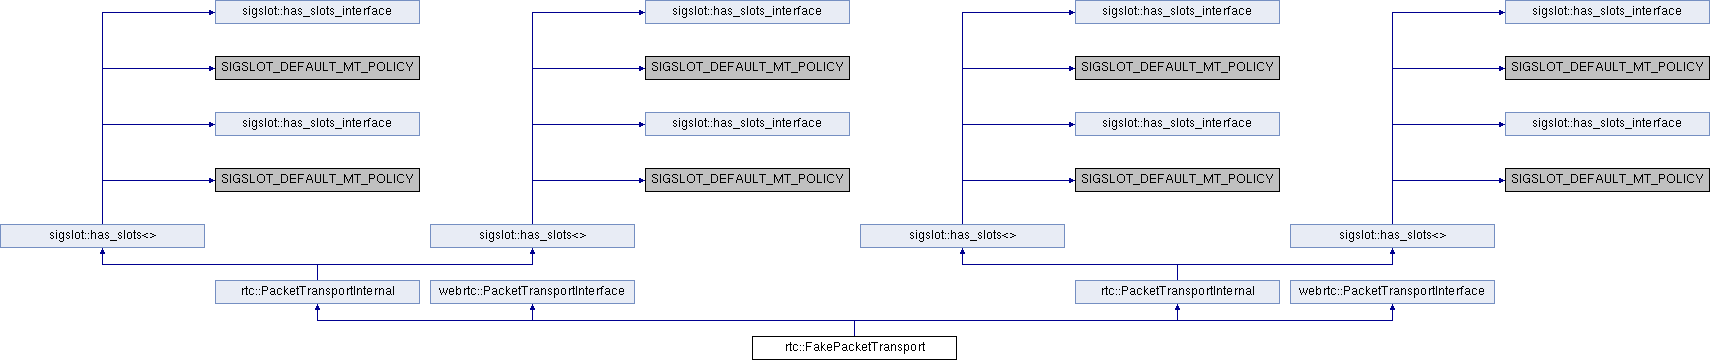 sigslot::has_slots_interface sigslot::has_slots_interface sigslot::has_slots_interface sigslot::has_slots_interface
SIGSLOT_DEFAULT_MT_POLICY SIGSLOT_DEFAULT_MT_POLICY SIGSLOT_DEFAULT_MT_POLICY SIGSLOT_DEFAULT_MT_POLICY
sigslot::has_slots_interface sigslot::has_slots_interface sigslot::has_slots_interface sigslot::has_slots_interface
SIGSLOT_DEFAULT_MT_POLICY SIGSLOT_DEFAULT_MT_POLICY SIGSLOT_DEFAULT_MT_POLICY SIGSLOT_DEFAULT_MT_POLICY
sigslot::has_slots<> sigslot::has_slots<> sigslot::has_slots<> sigslot::has_slots<>
rtc::PacketTransportInternal webrtc::PacketTransportInterface rtc::PacketTransportInternal webrtc::PacketTransportInterface
rtc::FakePacketTransport